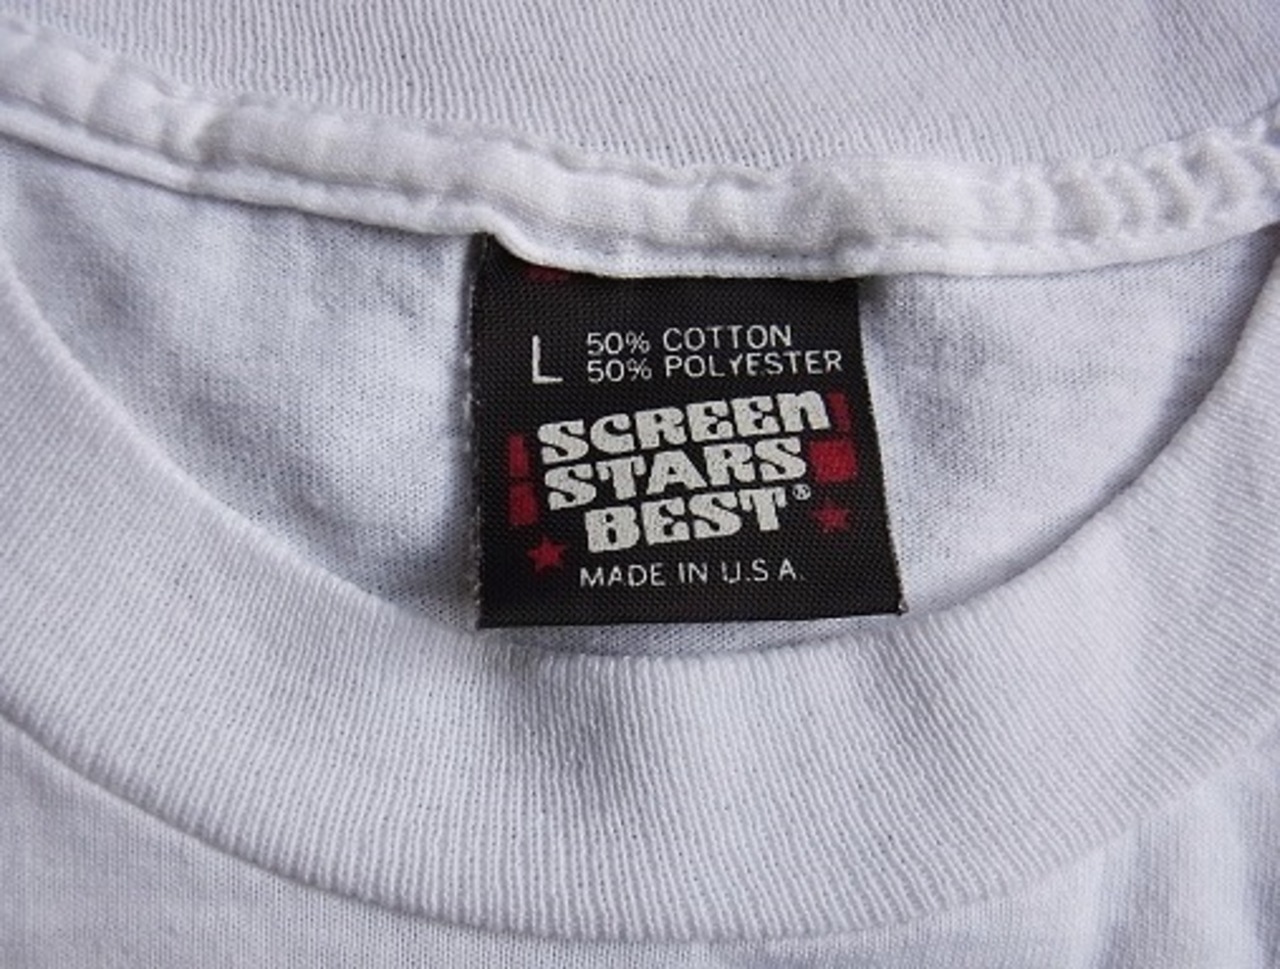 L 50% COTTON
50% POLYESTER
SCREEN
STARS
BEST®
MADE IN U.S.A.